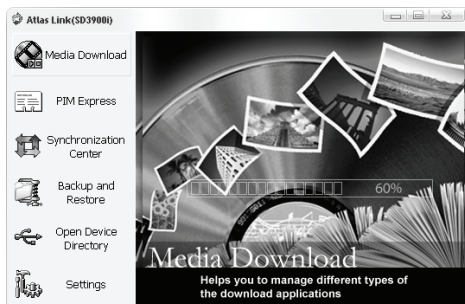 Atlas Link(SD3900i)
Media Download
PIM Express
Synchronization
Center
Backup and
Restore
Open Device
Directory
Settings
60%
Media Download
Helps you to manage different types of
the download applications